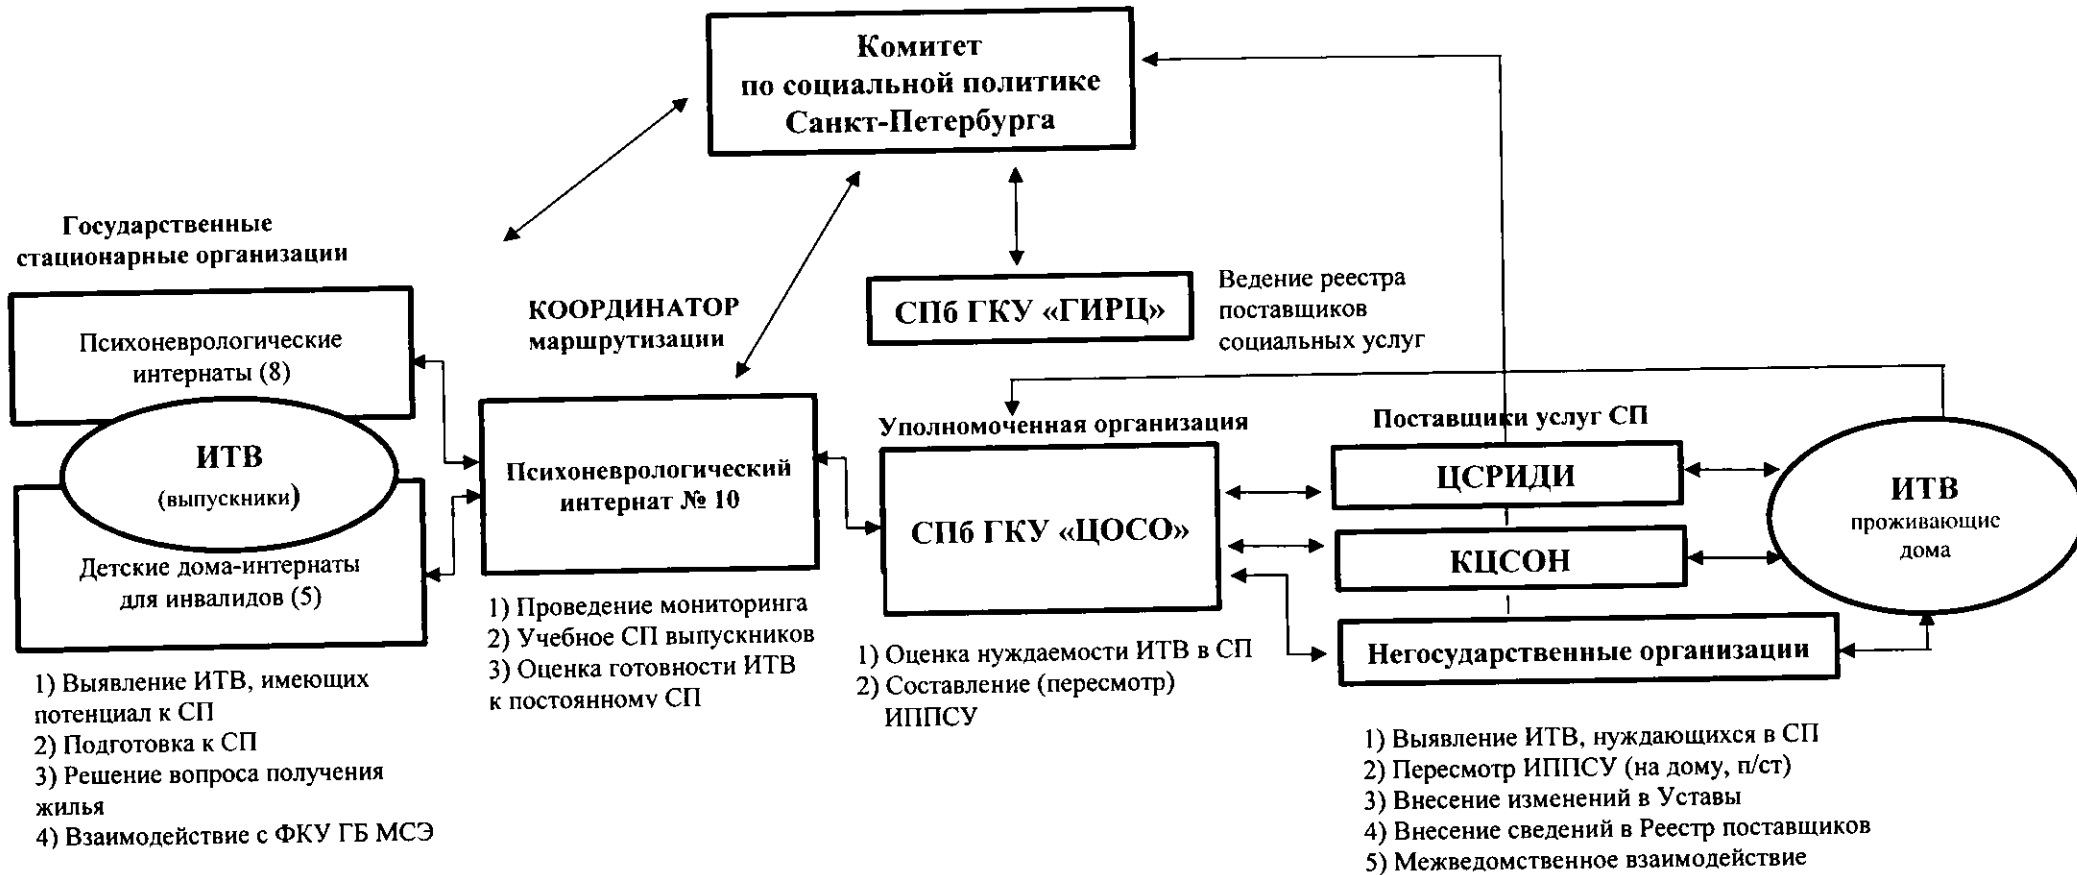 Комитет
по социальной политике
Санкт-Петербурга
Государственные
стационарные организации
Психоневрологические
интернаты (8)
ИТВ
(выпускники)
Детские дома-интернаты
для инвалидов (5)
1) Выявление ИТВ, имеющих
потенциал к СП
2) Подготовка к СП
3) Решение вопроса получения
жилья
4) Взаимодействие с ФКУ ГБ МСЭ
КООРДИНАТОР
маршрутизации
Психоневрологический
интернат № 10
1) Проведение мониторинга
2) Учебное СП выпускников
3) Оценка готовности ИТВ
к постоянному СП
СПб ГКУ «ГИРЦ»
Ведение реестра
поставщиков
социальных услуг
Уполномоченная организация
СПб ГКУ «ЦОСО»
1) Оценка нуждаемости ИТВ в СП
2) Составление (пересмотр)
ИППСУ
Поставщики услуг СП
ЦСРИДИ
КЦСОН
Негосударственные организации
ИТВ
проживающие
дома
1) Выявление ИТВ, нуждающихся в СП
2) Пересмотр ИППСУ (на дому, п/ст)
3) Внесение изменений в Уставы
4) Внесение сведений в Реестр поставщиков
5) Межведомственное взаимодействие